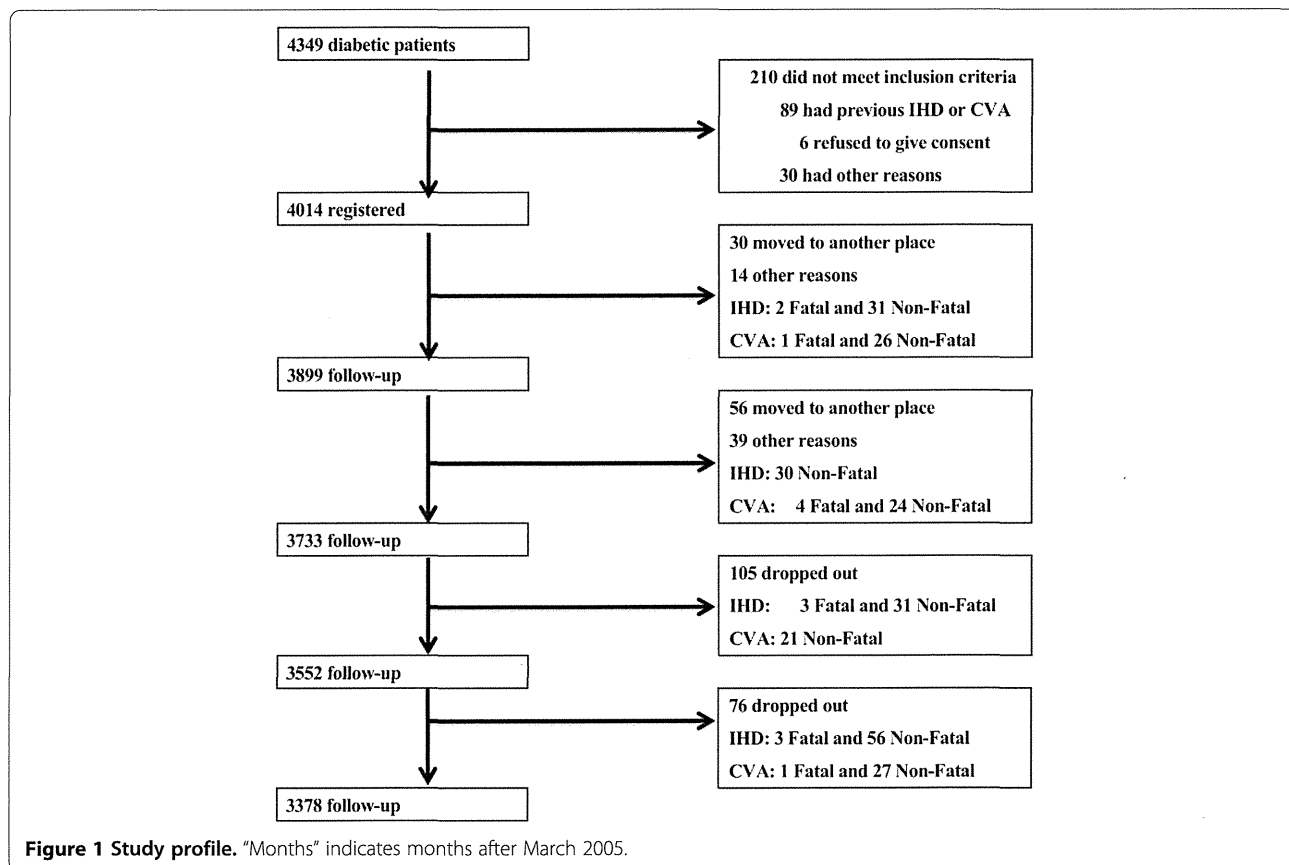 4349 diabetic patients
210 did not meet inclusion criteria
89 had previous IHD or CVA
6 refused to give consent
30 had other reasons
4014 registered
30 moved to another place
14 other reasons
IHD: 2 Fatal and 31 Non-Fatal
CVA: 1 Fatal and 26 Non-Fatal
3899 follow-up
56 moved to another place
39 other reasons
IHD: 30 Non-Fatal
CVA: 4 Fatal and 24 Non-Fatal
3733 follow-up
105 dropped out
IHD: 3 Fatal and 31 Non-Fatal
CVA: 21 Non-Fatal
3552 follow-up
76 dropped out
IHD: 3 Fatal and 56 Non-Fatal
CVA: 1 Fatal and 27 Non-Fatal
3378 follow-up
Figure 1 Study profile. "Months" indicates months after March 2005.